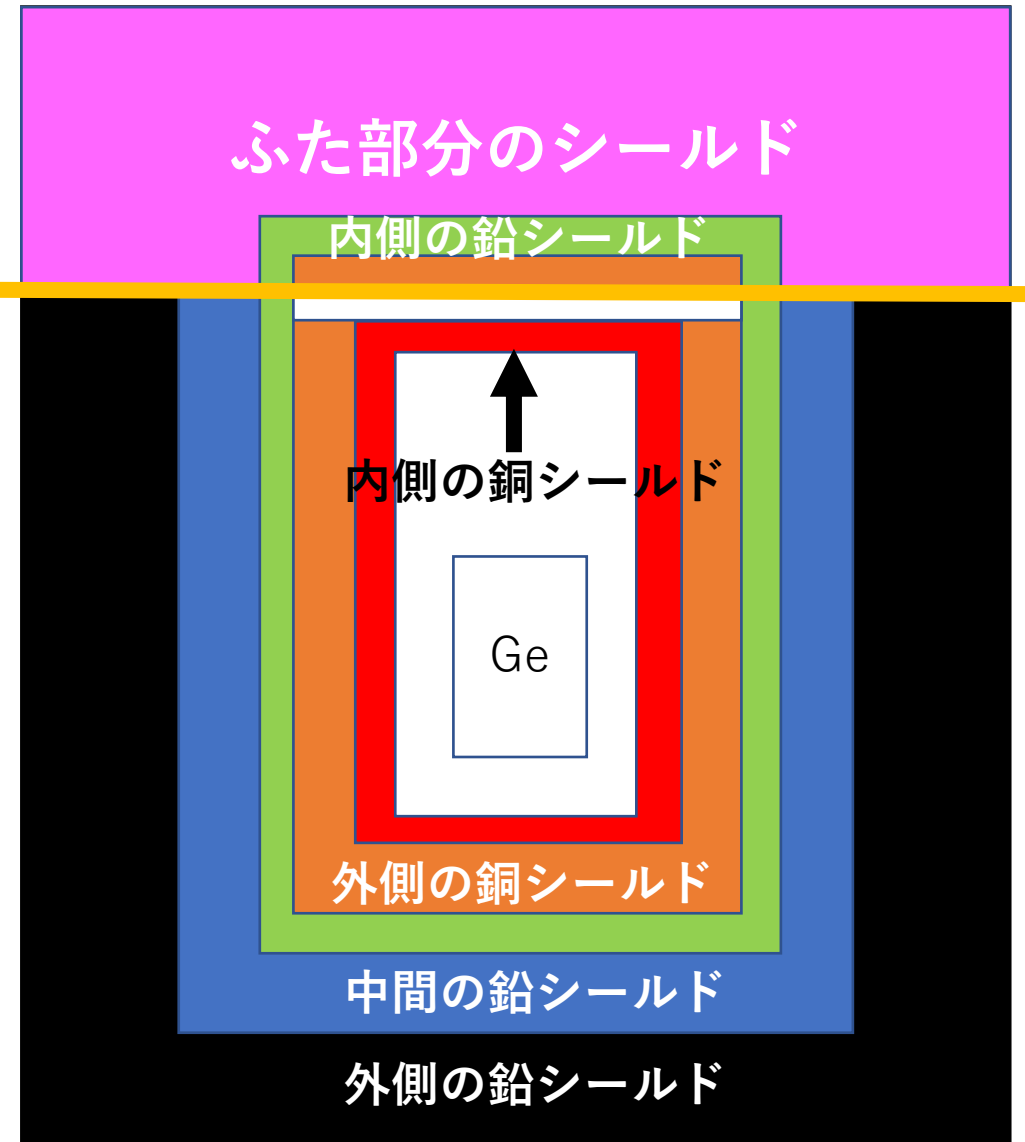 ふた部分のシールド
内側の鉛シールド
内側の銅シールド
Ge
外側の銅シールド
中間の鉛シールド
外側の鉛シールド